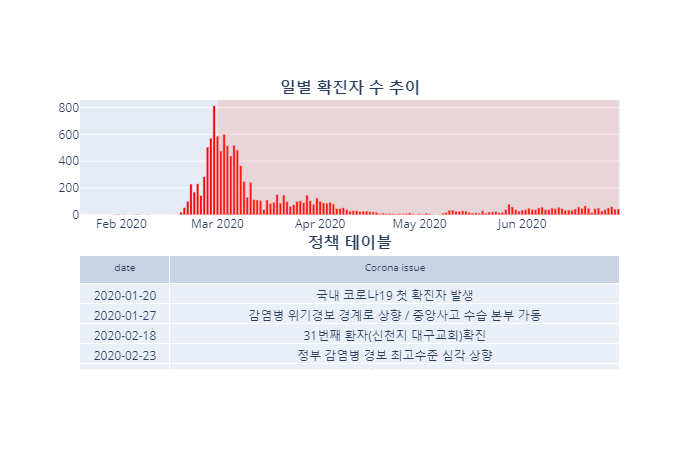 일별 확진자 수 추이
800
600
400
200
0
Feb 2020 Mar 2020 Apr 2020 May 2020 Jun 2020
정책 테이블
date Corona issue
2020-01-20 국내 코로나19 첫 확진자 발생
2020-01-27 감염병 위기경보 경계로 상향 / 중앙사고 수습 본부 가동
2020-02-18 31번째 환자(신천지 대구교회)확진
2020-02-23 정부 감염병 경보 최고수준 심각 상향